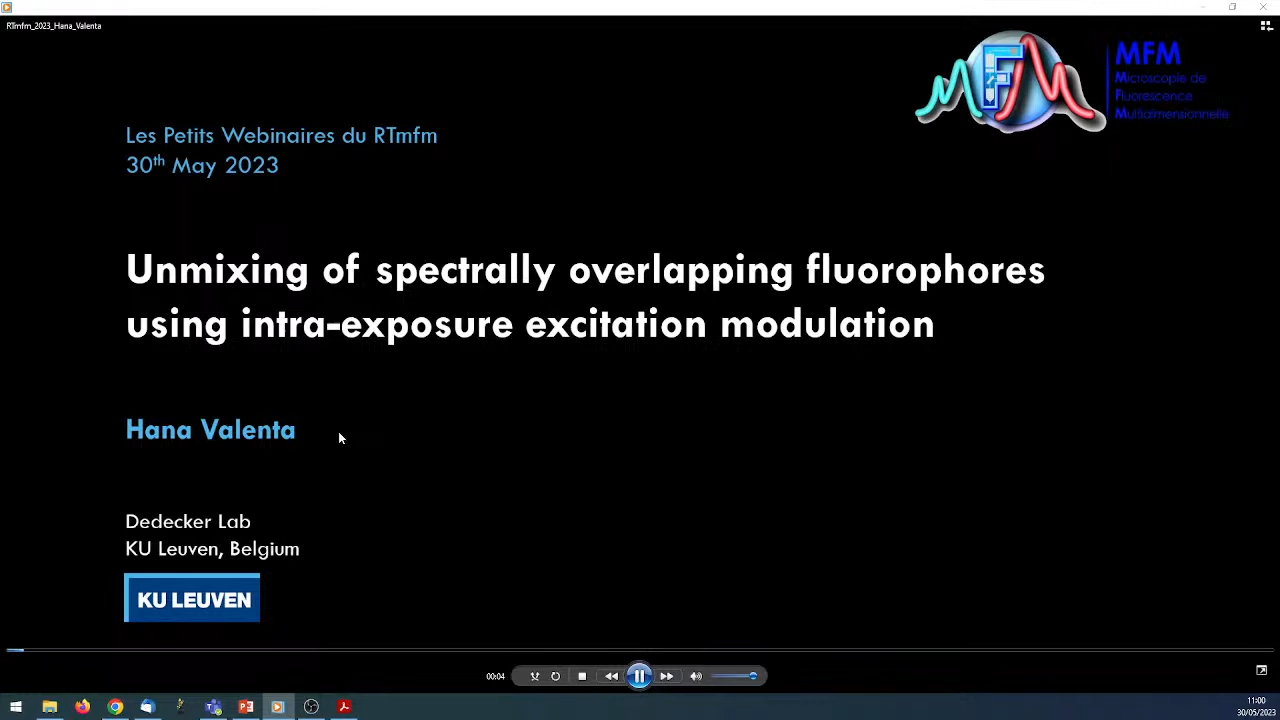 RTmfm_2023_Hana_Valenta
MFM
Microscopie de
Fluorescence
Multidimensionnelle
MFM
Les Petits Webinaires du RTmfm
30th May 2023
Unmixing of spectrally overlapping fluorophores
using intra-exposure excitation modulation
Hana Valenta
Dedecker Lab
KU Leuven, Belgium
KU LEUVEN
00:04
11:00
30/05/2023